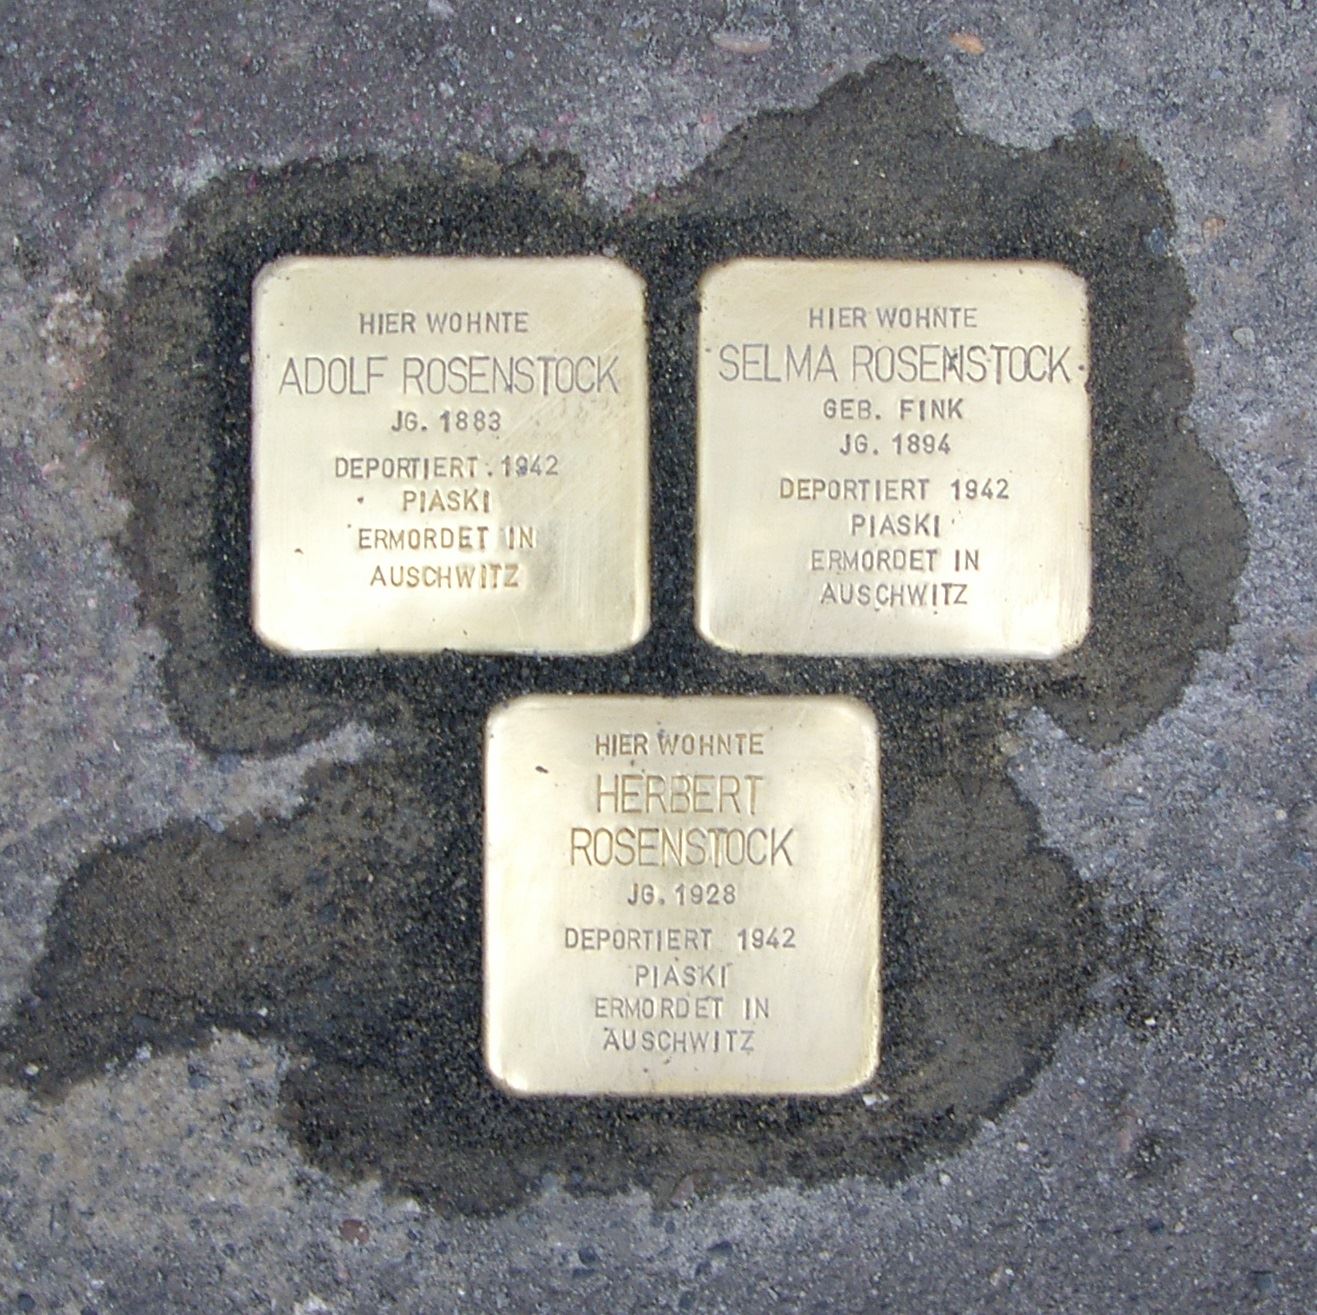 HIER WOHNTE
ADOLF ROSENSTOCK
JG. 1883
DEPORTIERT 1942
PIASKI
ERMORDET IN
AUSCHWITZ
HIER WOHNTE
SELMA ROSENSTOCK
GEB. FINK
JG. 1894
DEPORTIERT 1942
PIASKI
ERMORDET IN
AUSCHWITZ
HIER WOHNTE
HERBERT
ROSENSTOCK
JG. 1928
DEPORTIERT 1942
PIASKI
ERMORDET IN
AUSCHWITZ